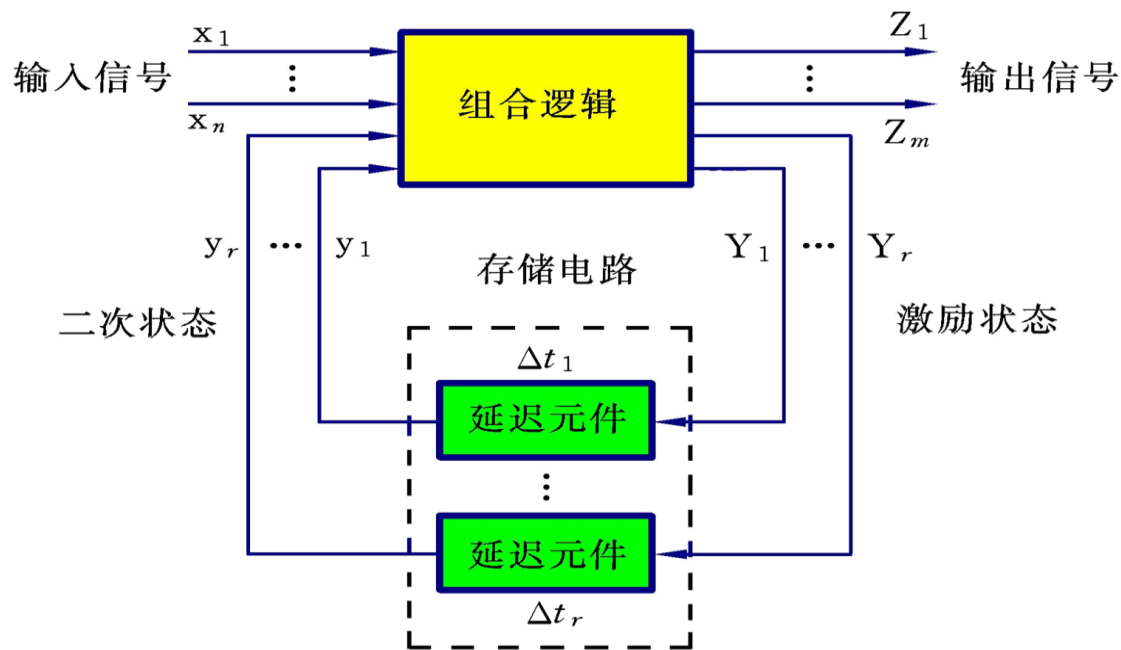 x1
Z1
输入信号
⋮
组合逻辑
⋮
输出信号
xn
Zm
yr
…
y1
Y1
…
Yr
存储电路
二次状态
激励状态
Δt1
延迟元件
⋮
延迟元件
Δtr